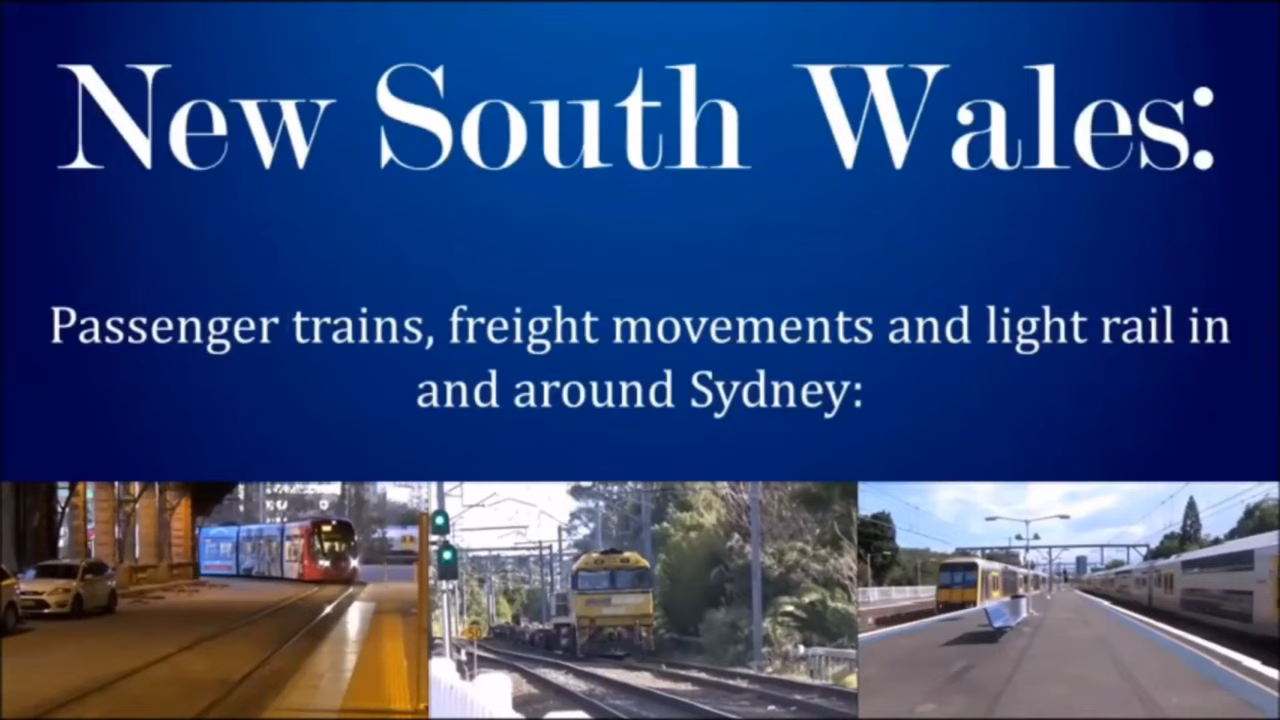 New South Wales:
Passenger trains, freight movements and light rail in
and around Sydney: